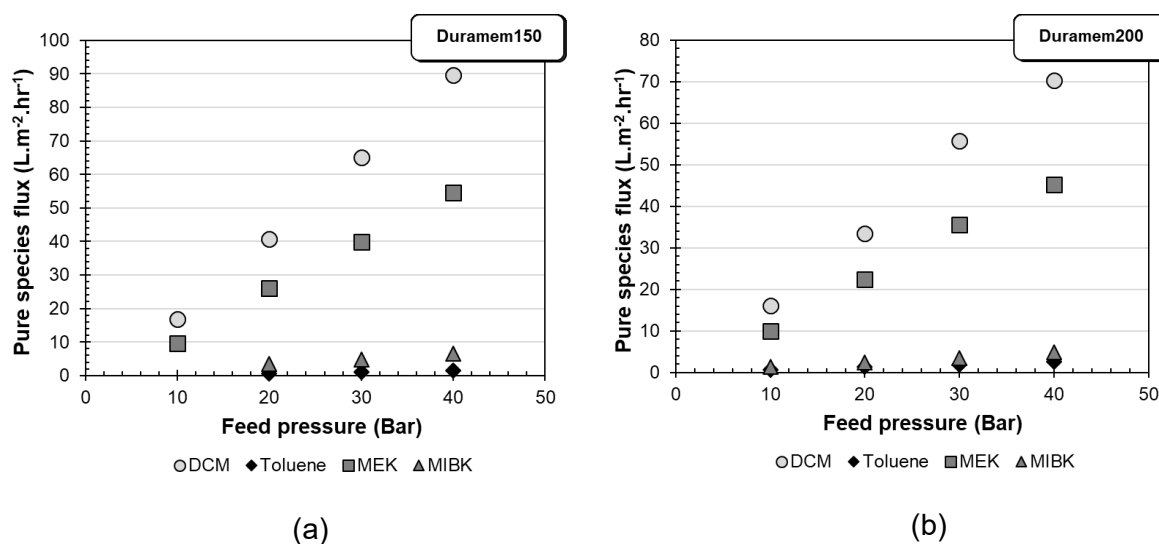 Duramem150
Pure species flux (L.m⁻².hr⁻¹)
100
90
80
70
60
50
40
30
20
10
0
0 10 20 30 40 50
Feed pressure (Bar)
DCM Toluene MEK MIBK
(a)
Duramem200
Pure species flux (L.m⁻².hr⁻¹)
80
70
60
50
40
30
20
10
0
0 10 20 30 40 50
Feed pressure (Bar)
DCM Toluene MEK MIBK
(b)